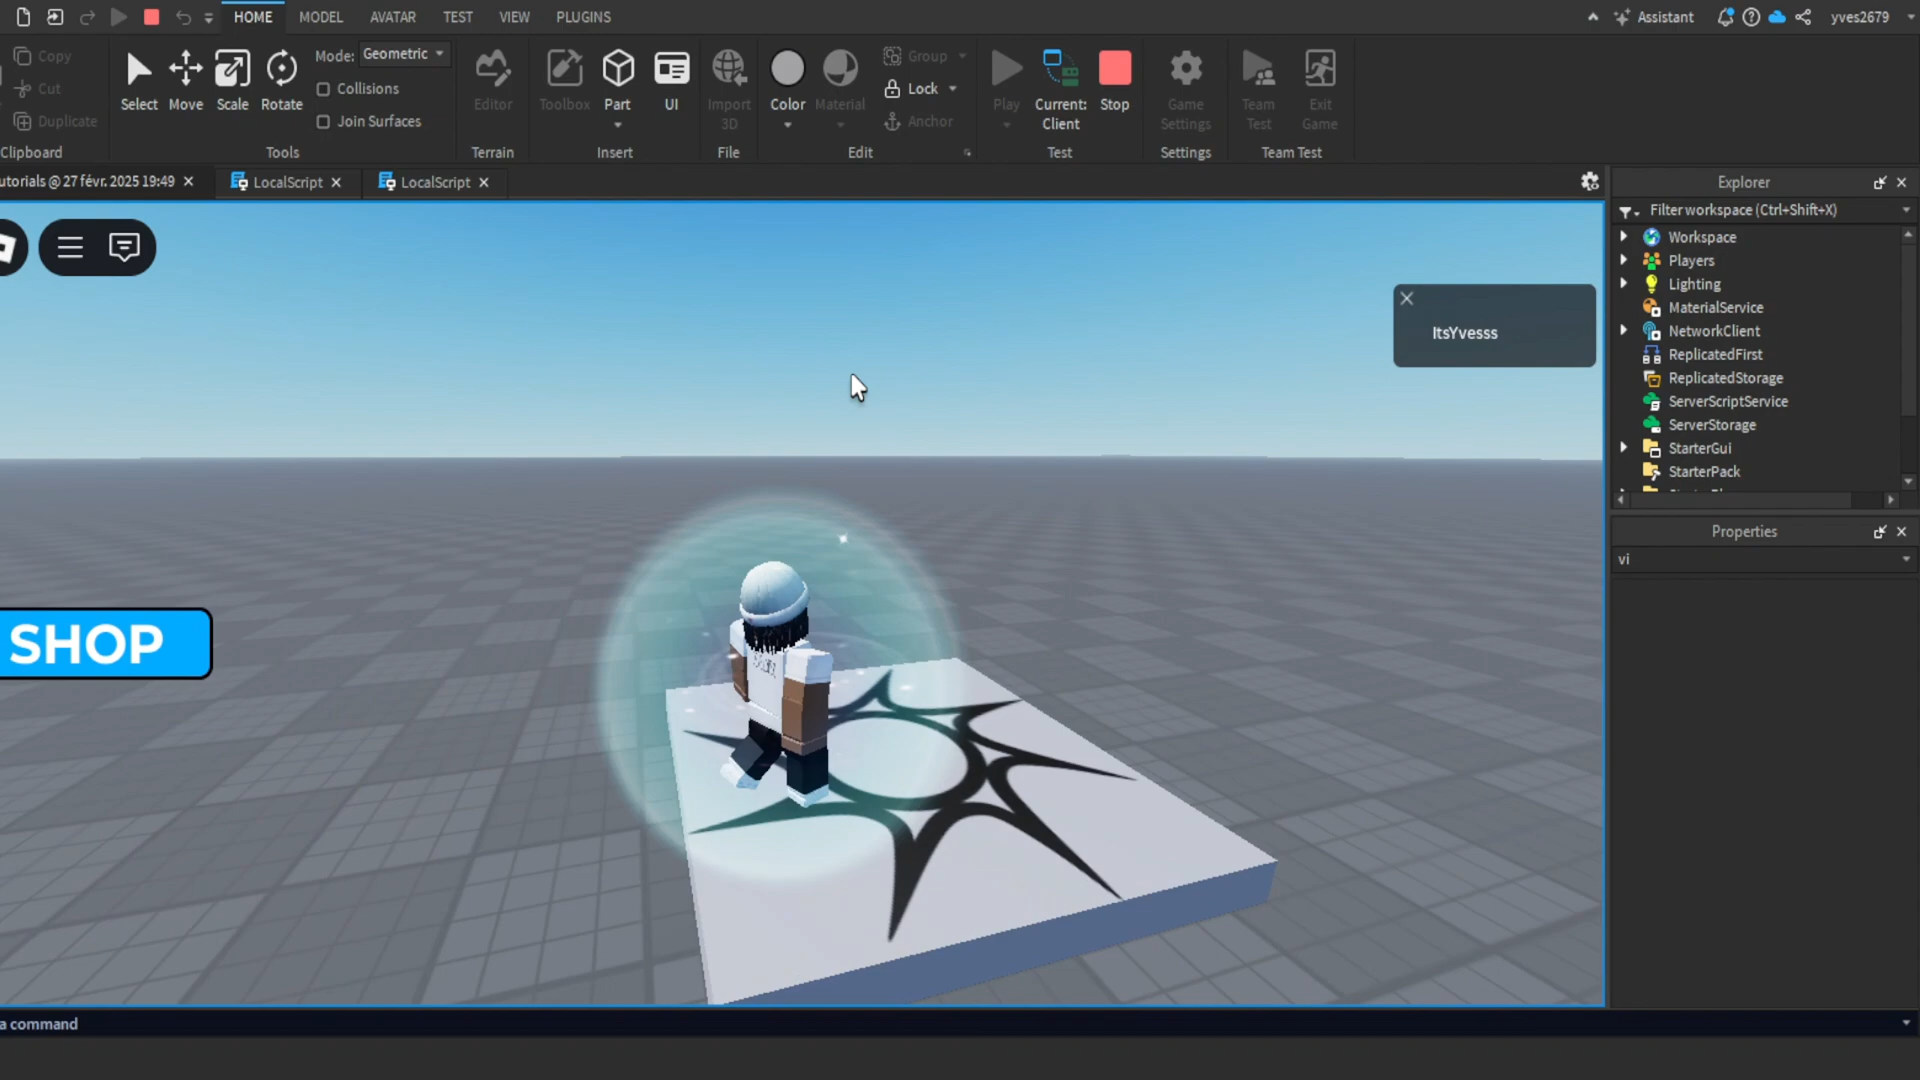 HOME MODEL AVATAR TEST VIEW PLUGINS Assistant yves2679
Copy
Cut
Duplicate
Clipboard
Select Move Scale Rotate
Mode: Geometric
Collisions
Join Surfaces
Tools
Editor
Terrain
Toolbox Part UI
Insert
Import 3D
File
Color Material
Group
Lock
Anchor
Edit
Play Current: Client Stop
Test
Game Settings
Settings
Team Test Exit Game
Team Test
utorials @ 27 févr. 2025 19:49 LocalScript LocalScript
ItsYvesss
SHOP
Explorer
Filter workspace (Ctrl+Shift+X)
Workspace
Players
Lighting
MaterialService
NetworkClient
ReplicatedFirst
ReplicatedStorage
ServerScriptService
ServerStorage
StarterGui
StarterPack
Properties
vi
a command